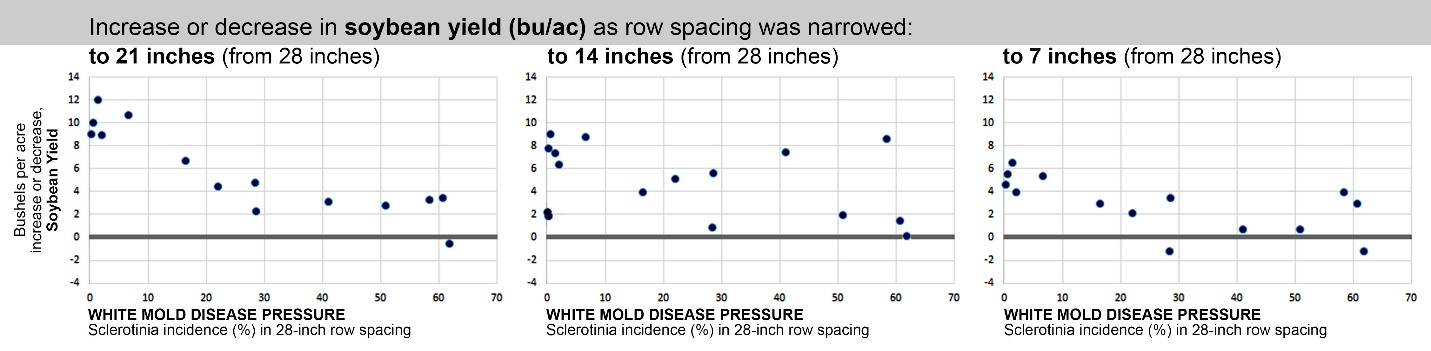 Increase or decrease in soybean yield (bu/ac) as row spacing was narrowed:
to 21 inches (from 28 inches)
Bushels per acre
increase or decrease,
Soybean Yield
14
12
10
8
6
4
2
0
-2
-4
0 10 20 30 40 50 60 70
WHITE MOLD DISEASE PRESSURE
Sclerotinia incidence (%) in 28-inch row spacing
to 14 inches (from 28 inches)
14
12
10
8
6
4
2
0
-2
-4
0 10 20 30 40 50 60 70
WHITE MOLD DISEASE PRESSURE
Sclerotinia incidence (%) in 28-inch row spacing
to 7 inches (from 28 inches)
14
12
10
8
6
4
2
0
-2
-4
0 10 20 30 40 50 60 70
WHITE MOLD DISEASE PRESSURE
Sclerotinia incidence (%) in 28-inch row spacing